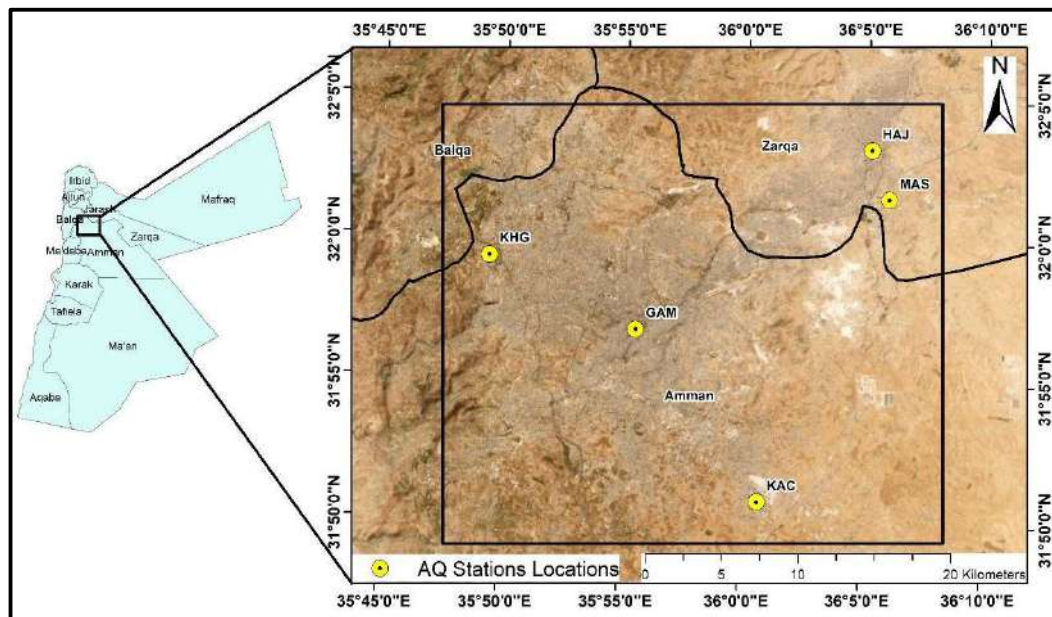 35°45'0"E 35°50'0"E 35°55'0"E 36°0'0"E 36°5'0"E 36°10'0"E
N
32°5'0"N
32°0'0"N
31°55'0"N
31°50'0"N
32°5'0"N
32°0'0"N
31°55'0"N
31°50'0"N
Balqa
Zarqa
HAJ
MAS
KHG
GAM
Amman
KAC
Irbid
Ajlun
Jarash
Mafraq
Balqa
Zarqa
Ma'daba
Amman
Karak
Tafiela
Ma'an
Aqaba
AQ Stations Locations
0 5 10 20 Kilometers
35°45'0"E 35°50'0"E 35°55'0"E 36°0'0"E 36°5'0"E 36°10'0"E